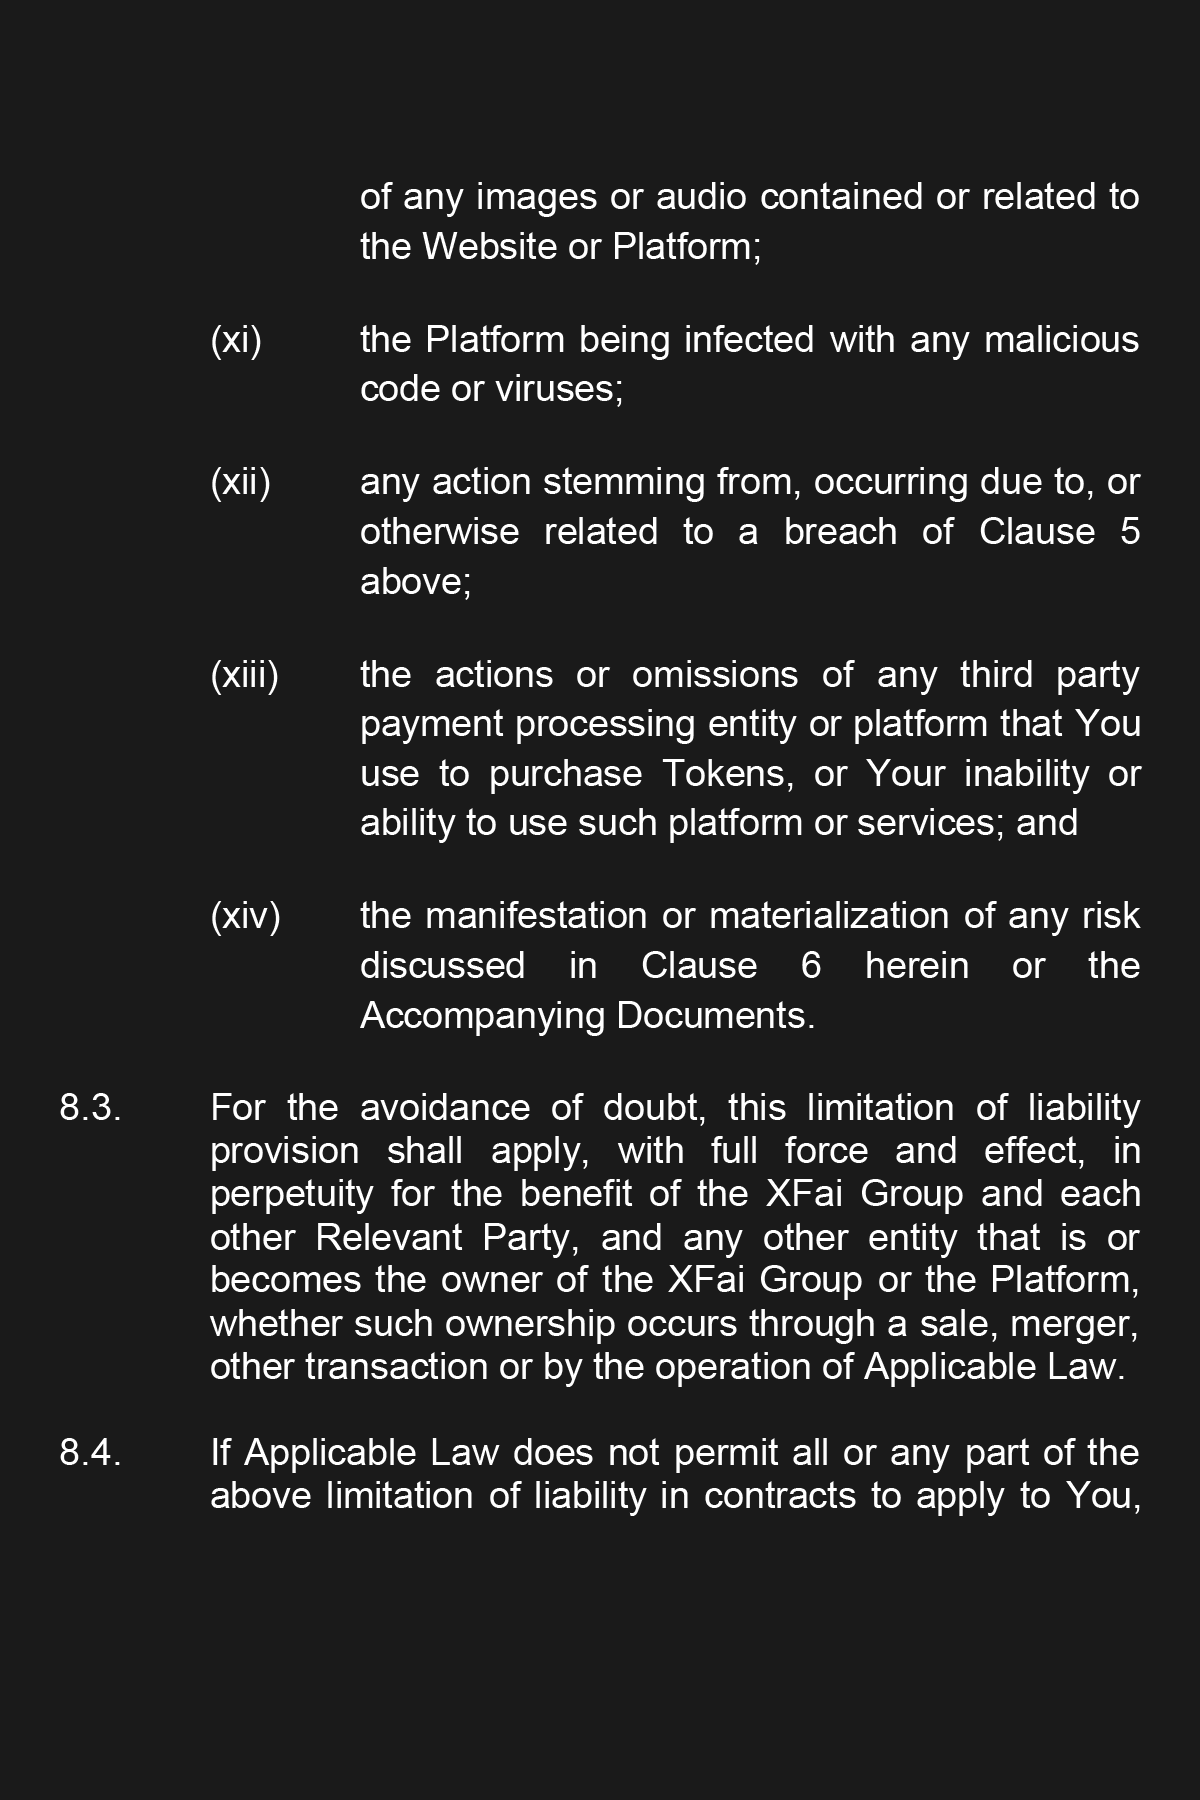 of any images or audio contained or related to
the Website or Platform;
(xi) the Platform being infected with any malicious
code or viruses;
(xii) any action stemming from, occurring due to, or
otherwise related to a breach of Clause 5
above;
(xiii) the actions or omissions of any third party
payment processing entity or platform that You
use to purchase Tokens, or Your inability or
ability to use such platform or services; and
(xiv) the manifestation or materialization of any risk
discussed in Clause 6 herein or the
Accompanying Documents.
8.3. For the avoidance of doubt, this limitation of liability
provision shall apply, with full force and effect, in
perpetuity for the benefit of the XFai Group and each
other Relevant Party, and any other entity that is or
becomes the owner of the XFai Group or the Platform,
whether such ownership occurs through a sale, merger,
other transaction or by the operation of Applicable Law.
8.4. If Applicable Law does not permit all or any part of the
above limitation of liability in contracts to apply to You,